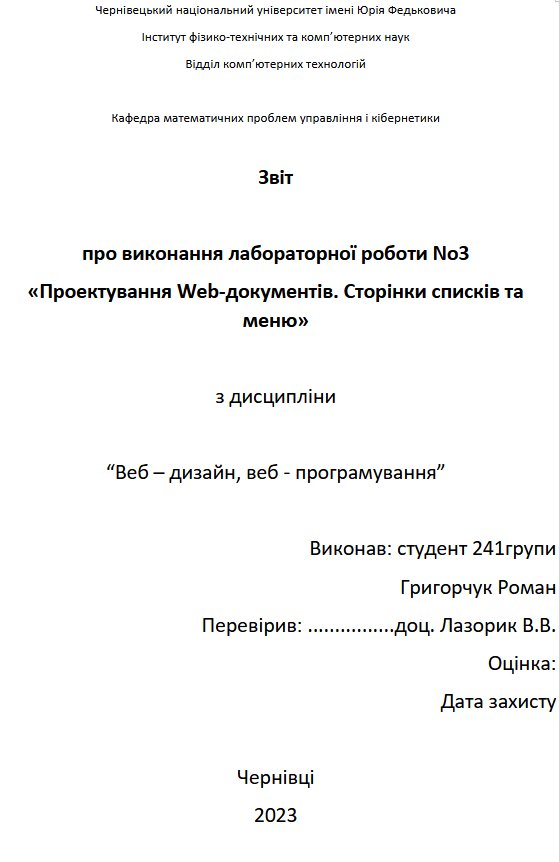 Чернівецький національний університет імені Юрія Федьковича
Інститут фізико-технічних та комп’ютерних наук
Відділ комп’ютерних технологій
Кафедра математичних проблем управління і кібернетики
Звіт
про виконання лабораторної роботи No3
«Проектування Web-документів. Сторінки списків та
меню»
з дисципліни
“Веб – дизайн, веб - програмування”
Виконав: студент 241групи
Григорчук Роман
Перевірив: ................доц. Лазорик В.В.
Оцінка:
Дата захисту
Чернівці
2023